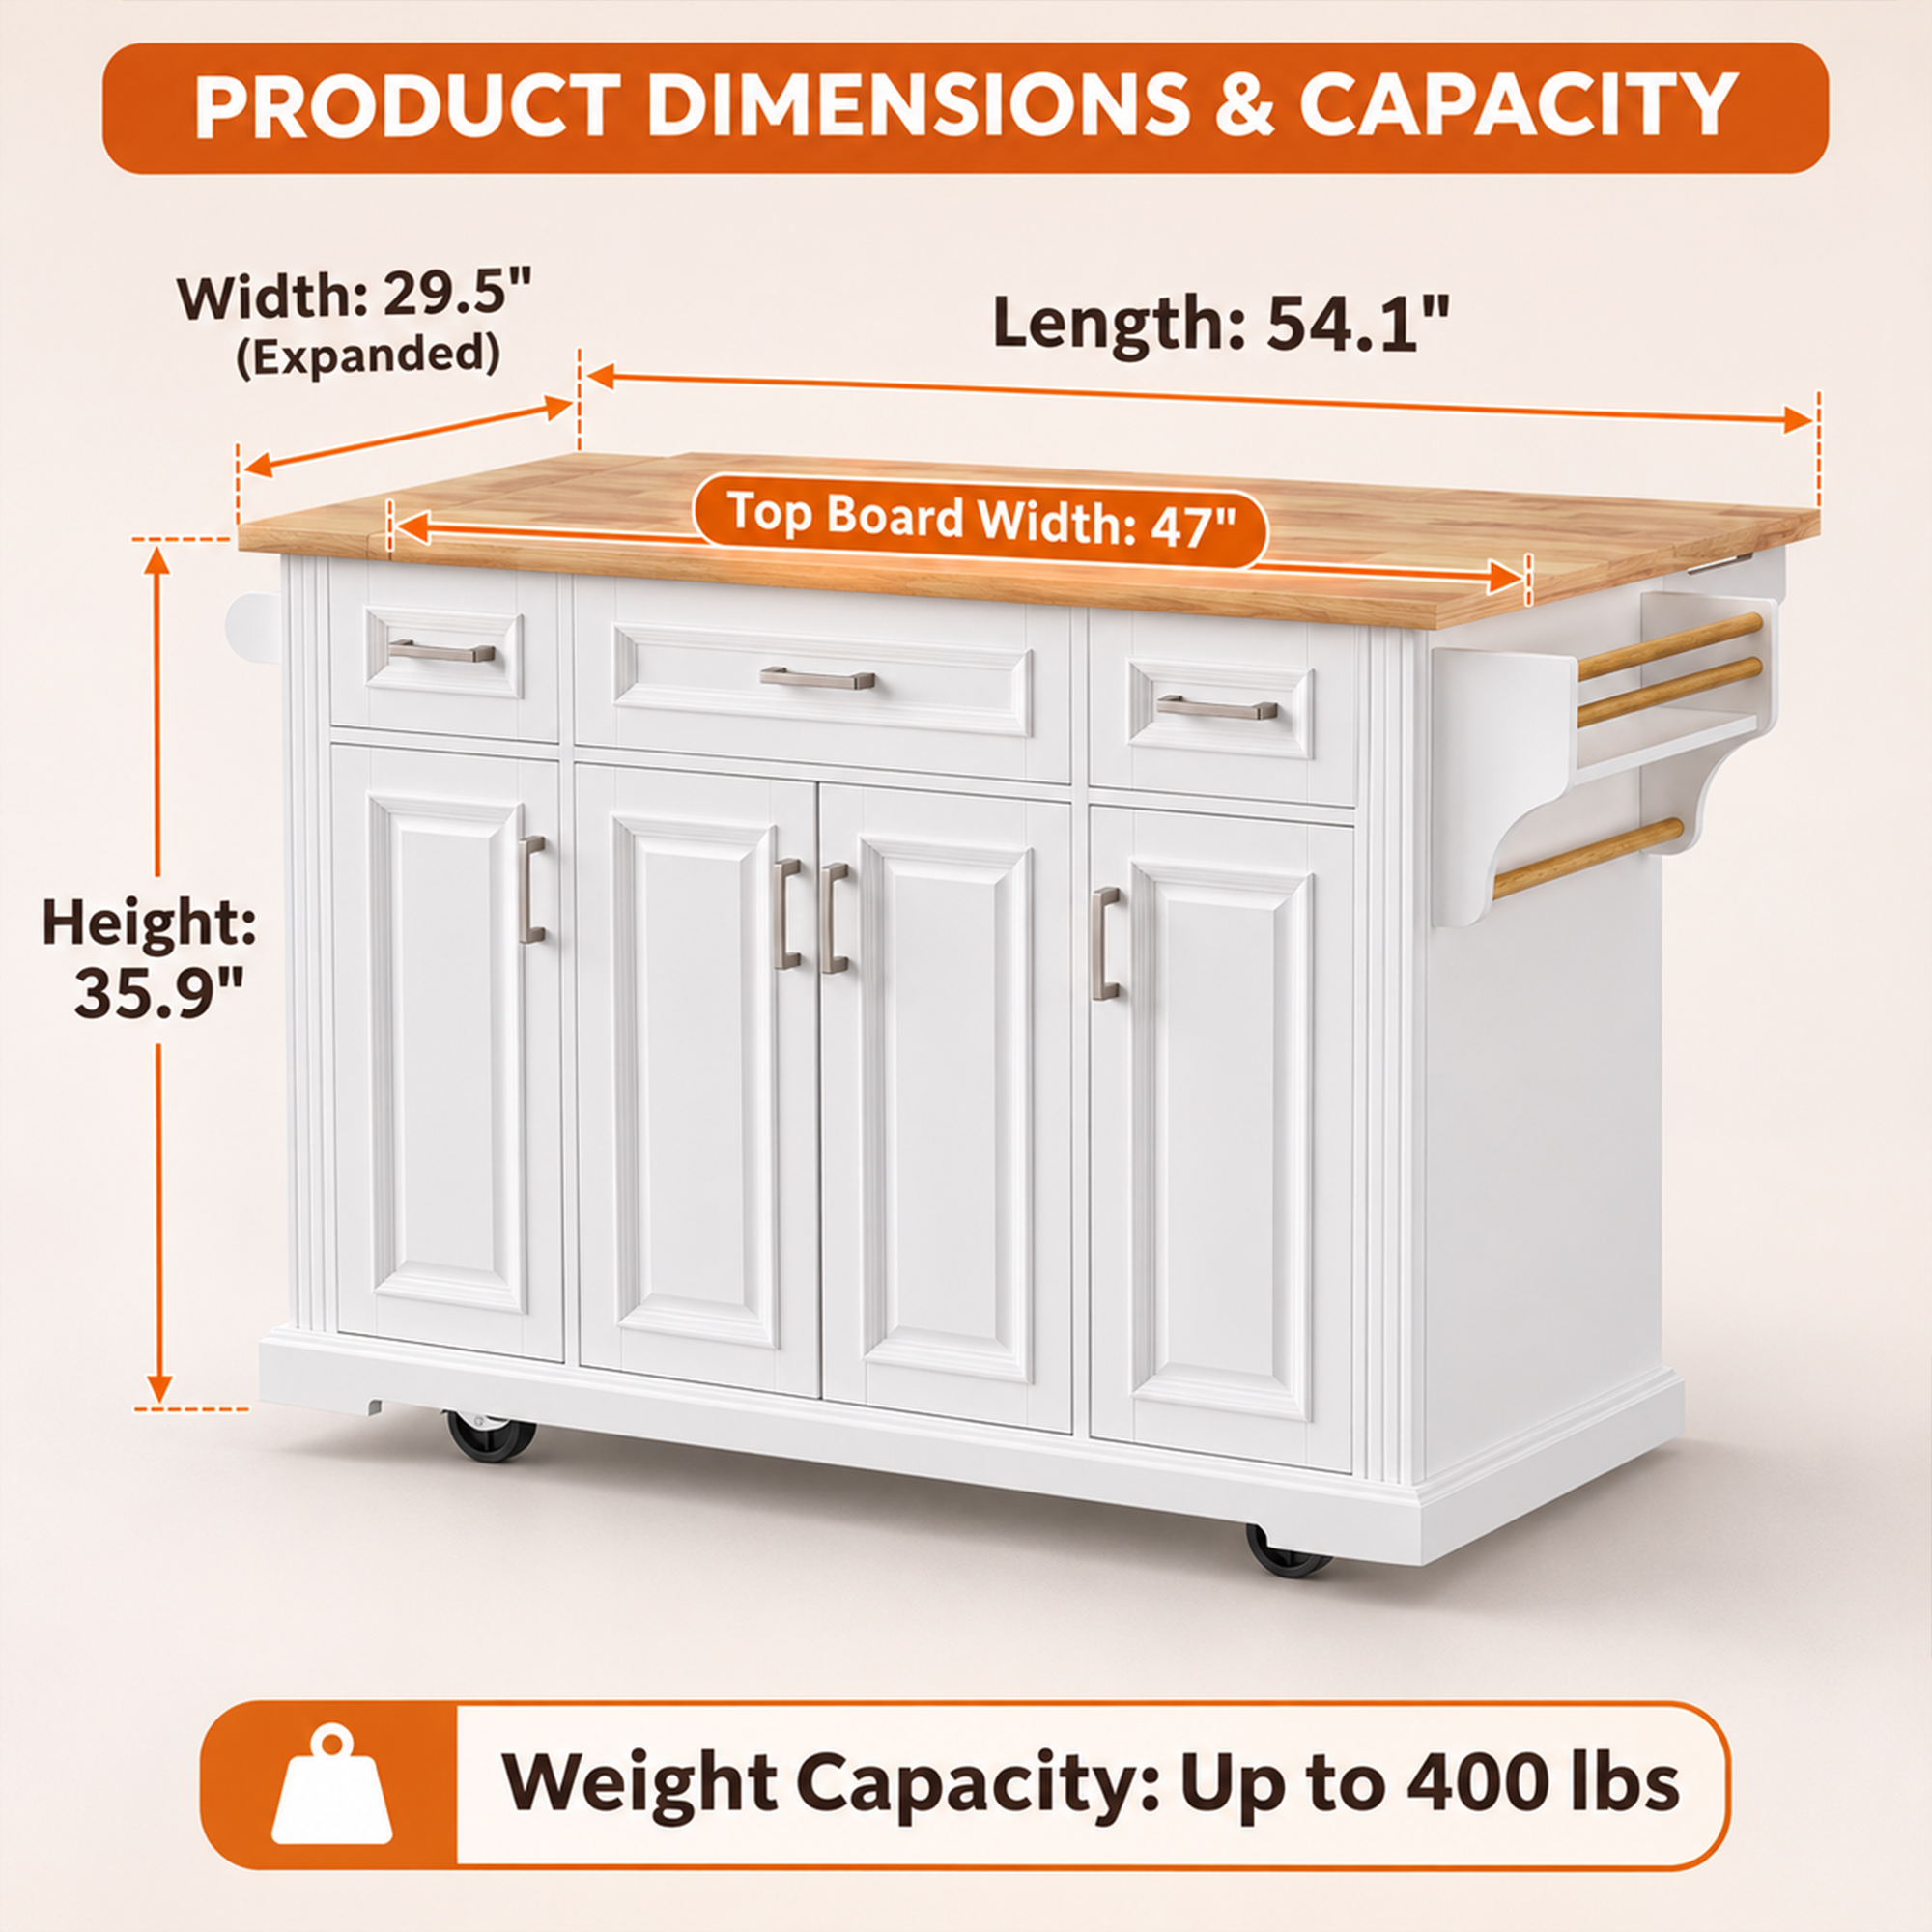 PRODUCT DIMENSIONS & CAPACITY
Width: 29.5"
(Expanded)
Length: 54.1"
Top Board Width: 47"
Height:
35.9"
Weight Capacity: Up to 400 lbs